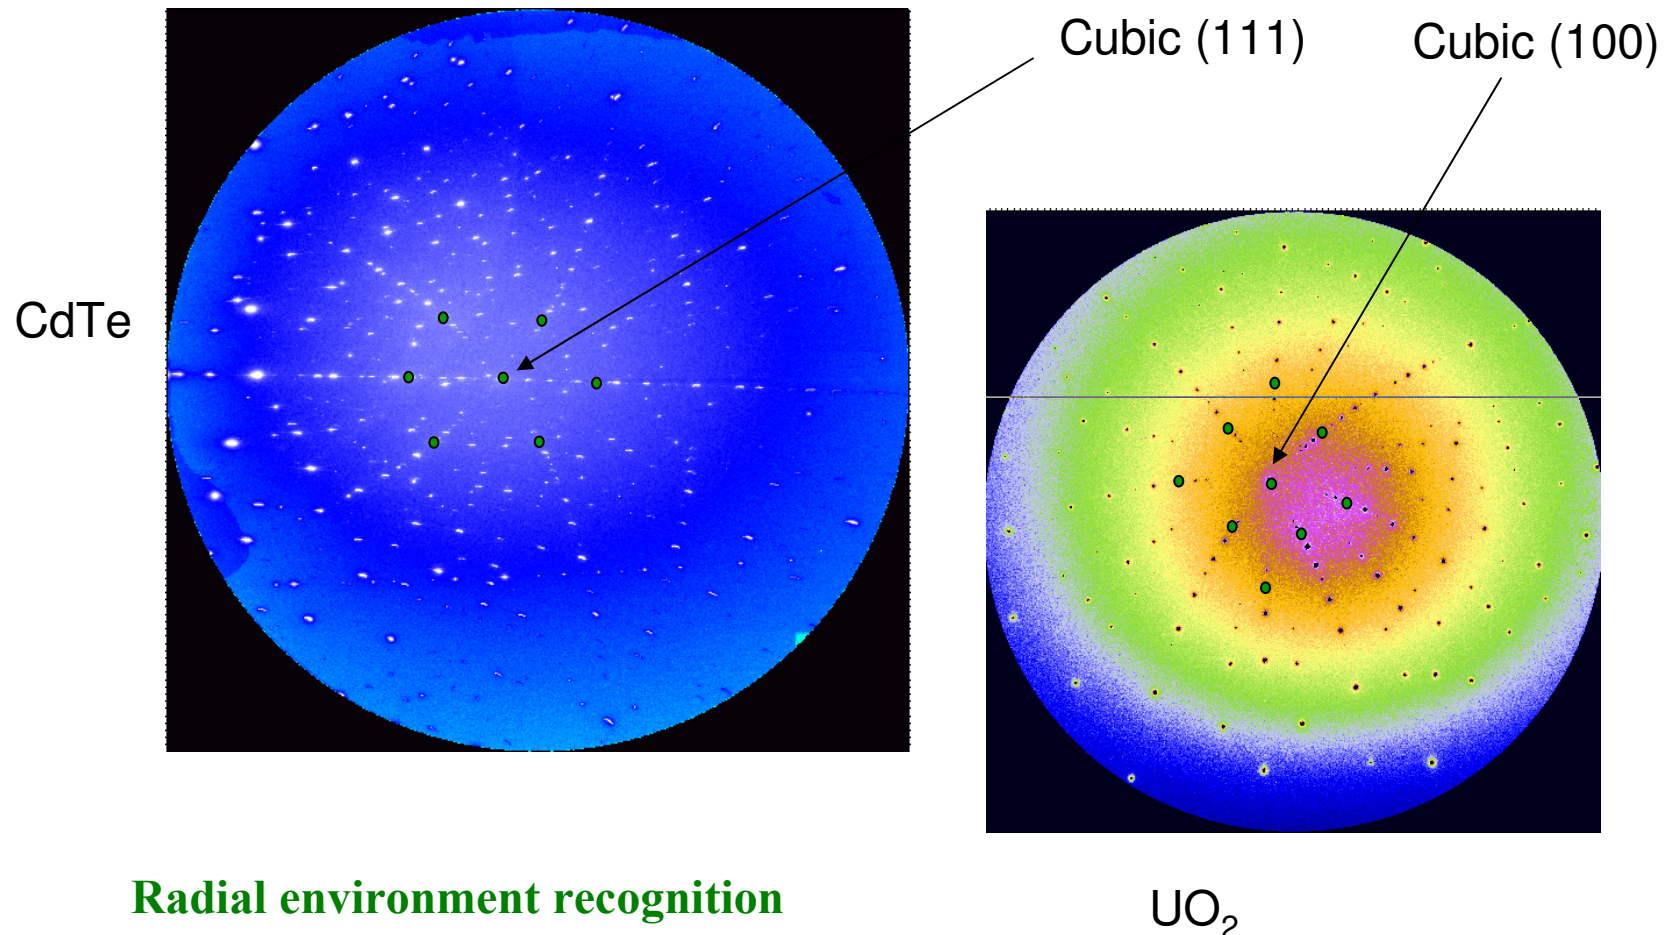 Cubic (111)
Cubic (100)
CdTe
Radial environment recognition
UO₂